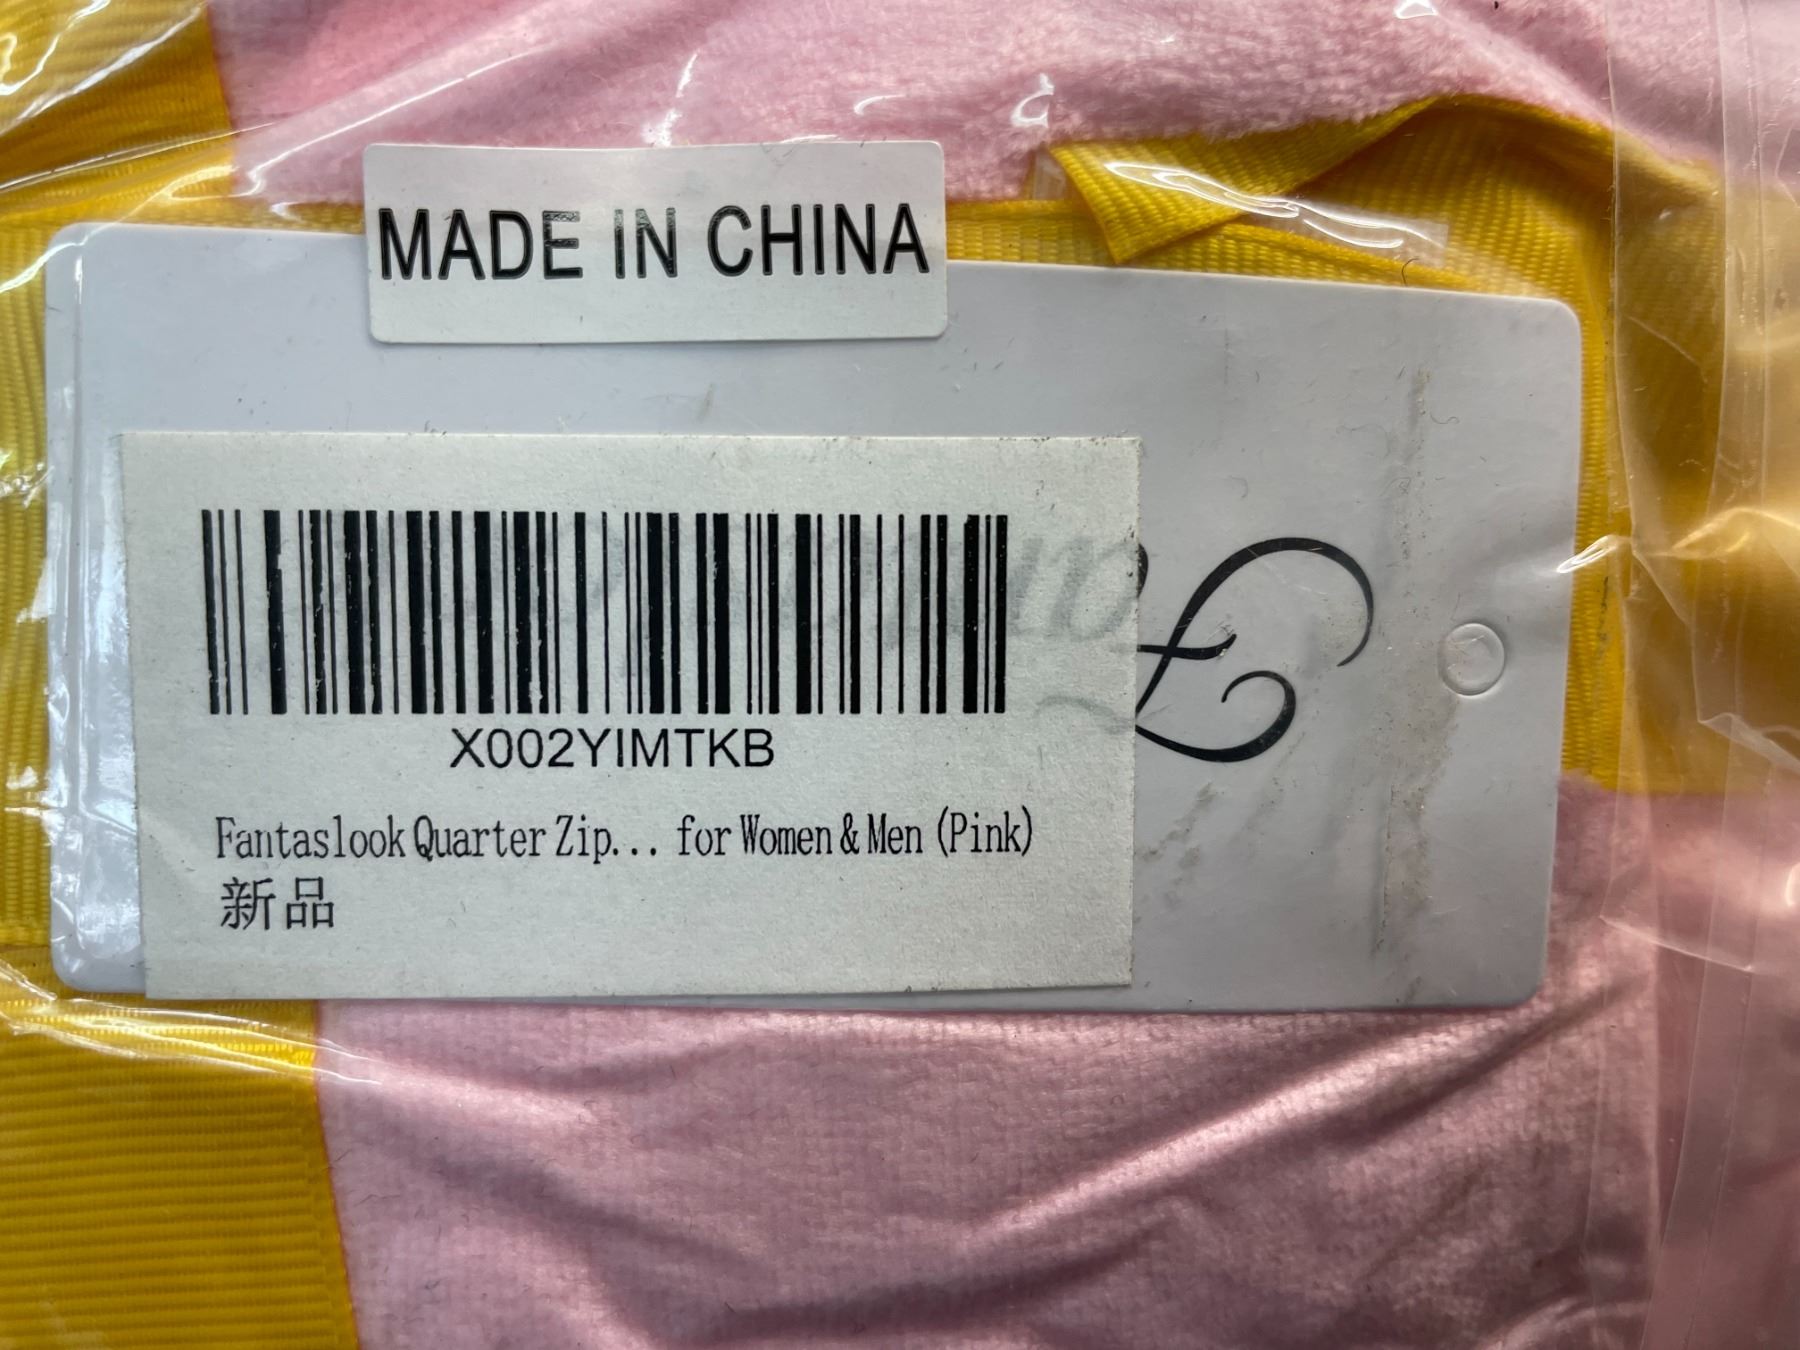 MADE IN CHINA
X002YIMTKB
Fantaslook Quarter Zip... for Women & Men (Pink)
新品